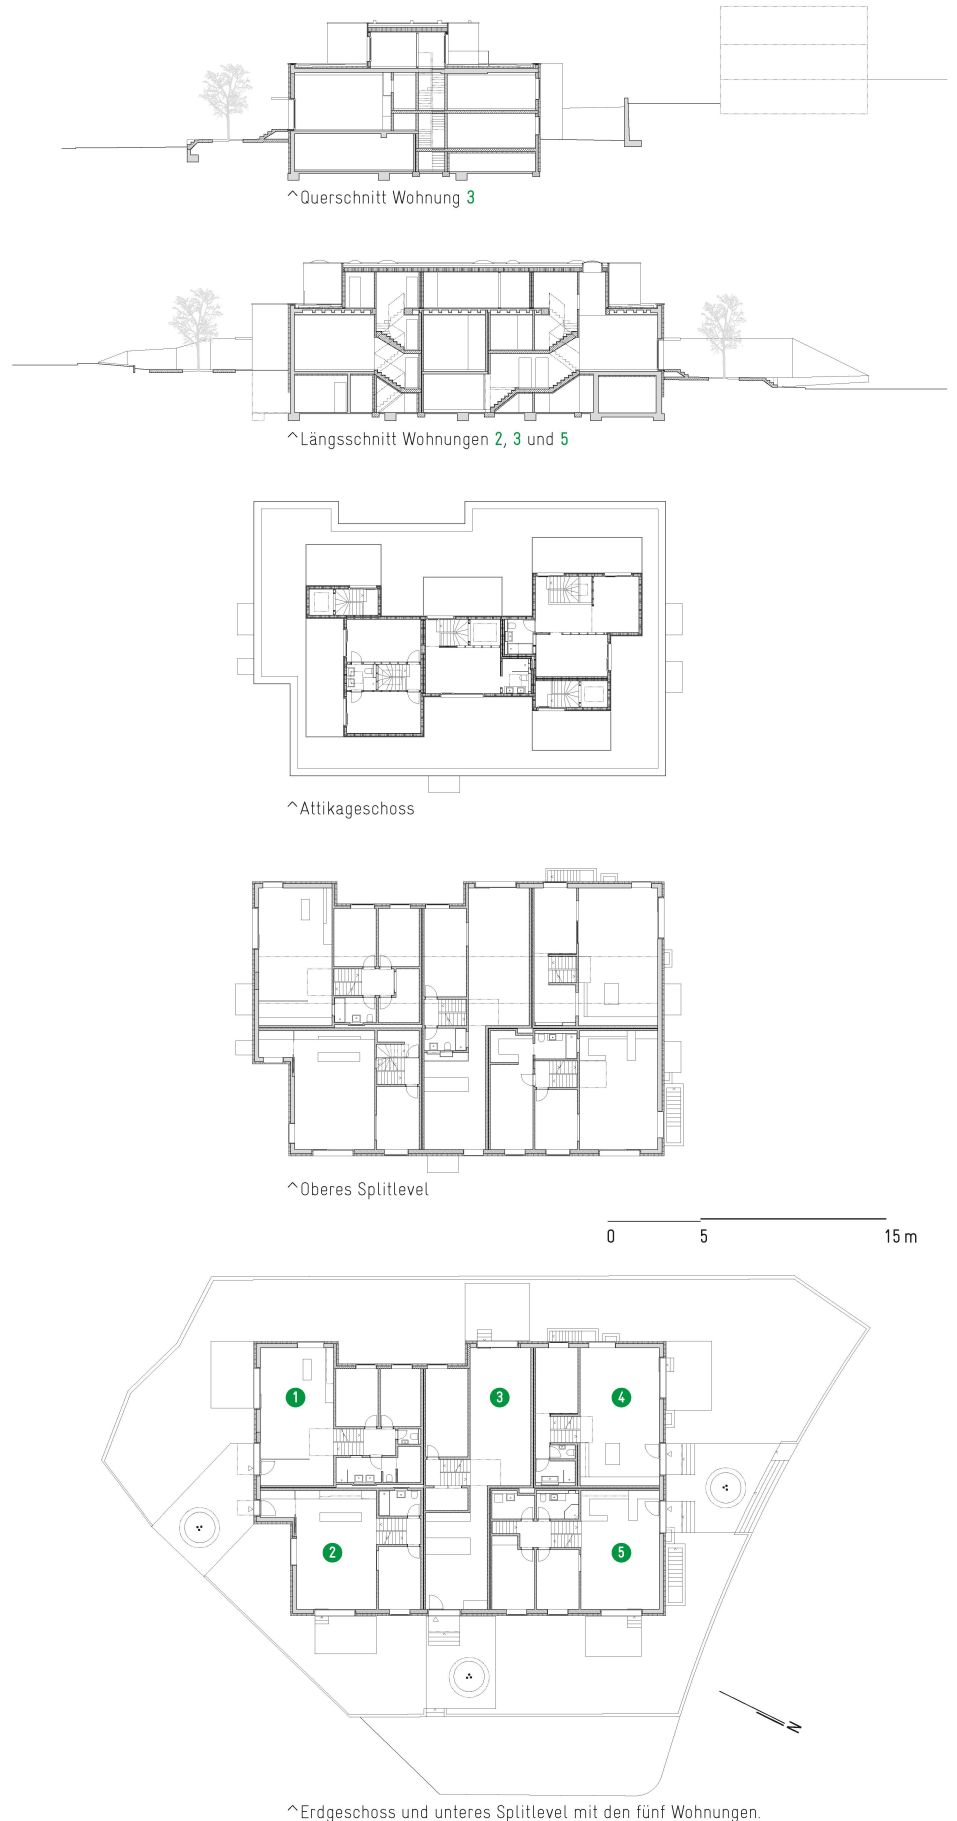 ^Querschnitt Wohnung 3
^Längsschnitt Wohnungen 2, 3 und 5
^Attikageschoss
^Oberes Splitlevel
0 5 15 m
1 3 4
2 5
N
^Erdgeschoss und unteres Splitlevel mit den fünf Wohnungen.